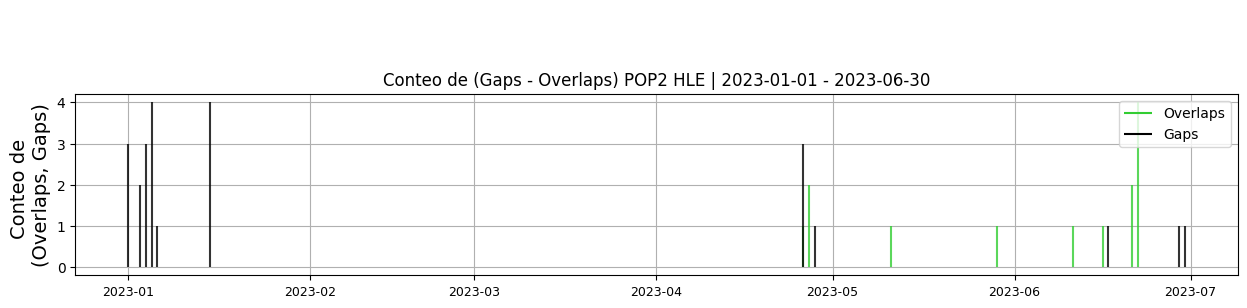 Conteo de (Gaps - Overlaps) POP2 HLE | 2023-01-01 - 2023-06-30
Conteo de
(Overlaps, Gaps)
4
3
2
1
0
Overlaps
Gaps
2023-01
2023-02
2023-03
2023-04
2023-05
2023-06
2023-07